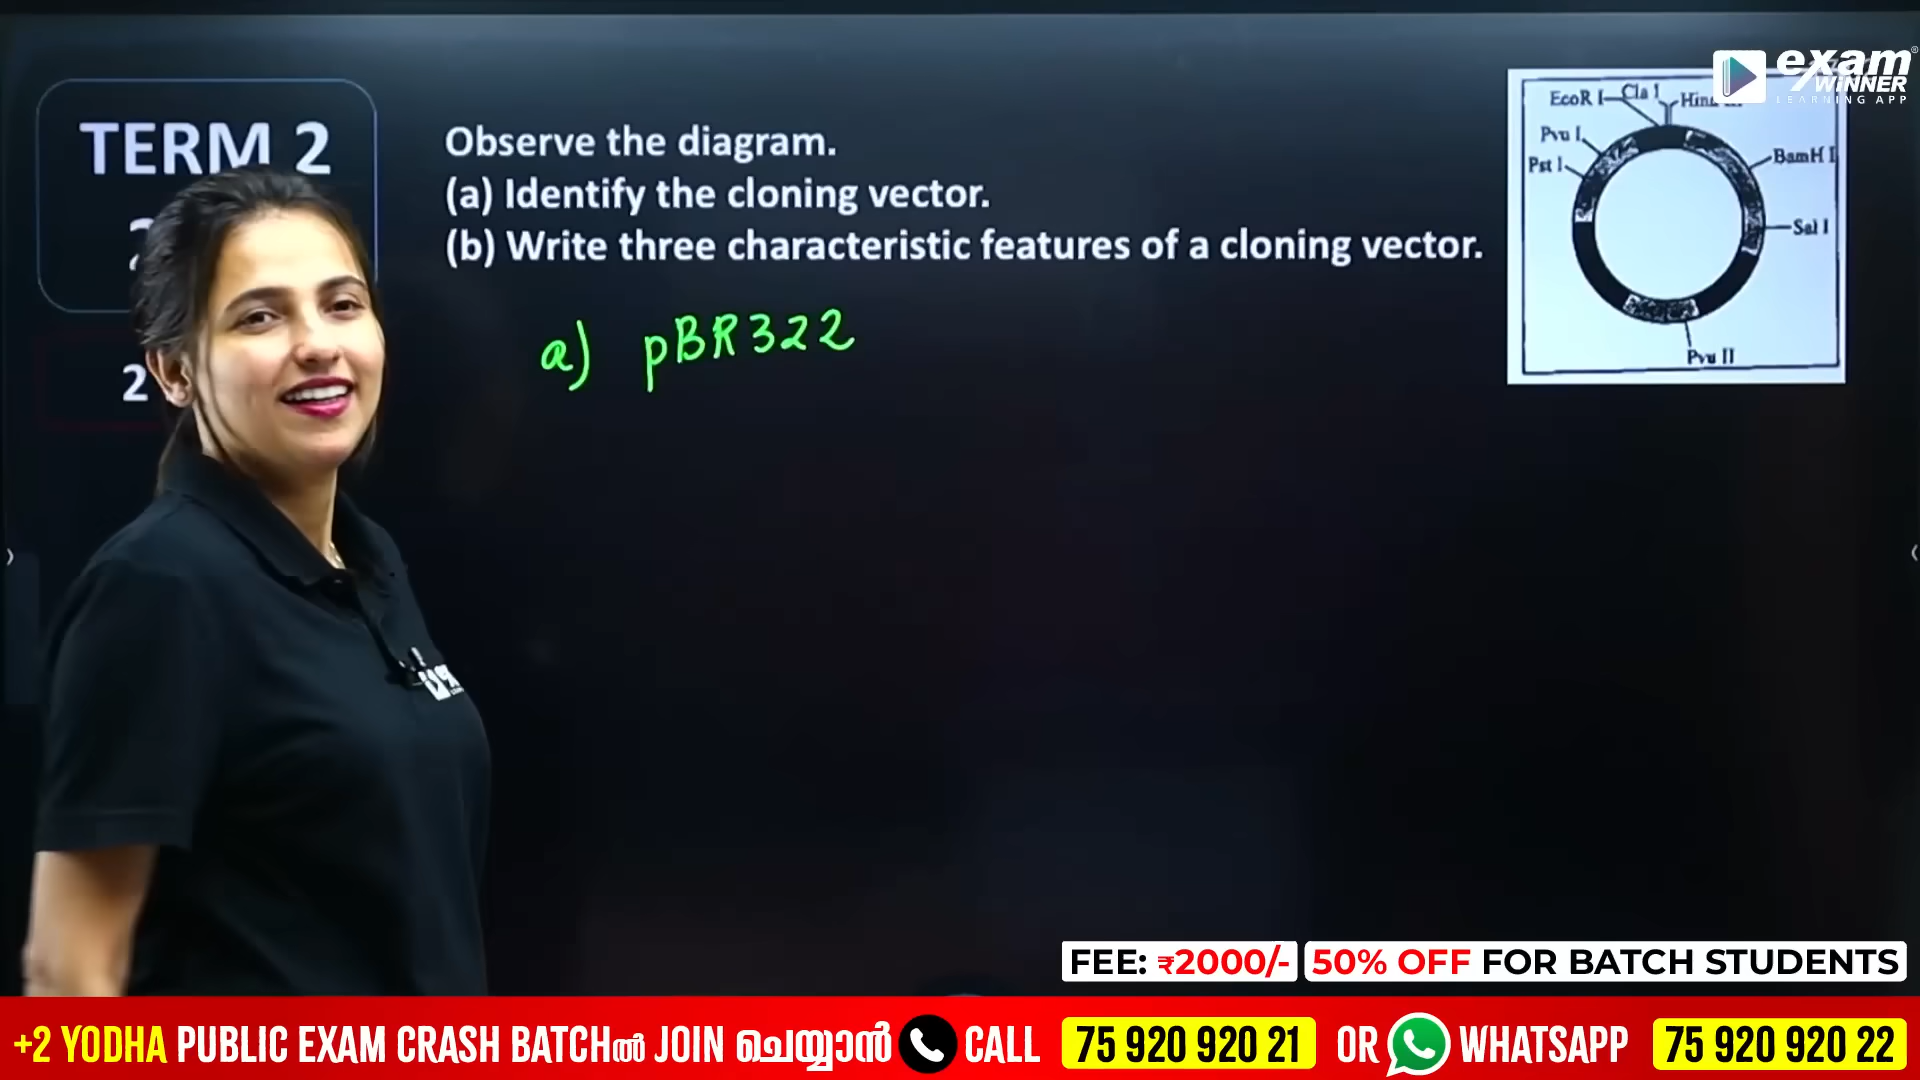 exam
WiNNER
LEARNING APP
TERM 2
2
Observe the diagram.
(a) Identify the cloning vector.
(b) Write three characteristic features of a cloning vector.
a) pBR322
EcoR I
Cla I
Pvu I
Pst I
BamH I
Sal I
Pvu II
FEE: ₹2000/- 50% OFF FOR BATCH STUDENTS
+2 YODHA PUBLIC EXAM CRASH BATCHൽ JOIN ചെയ്യാൻ CALL 75 920 920 21 OR WHATSAPP 75 920 920 22